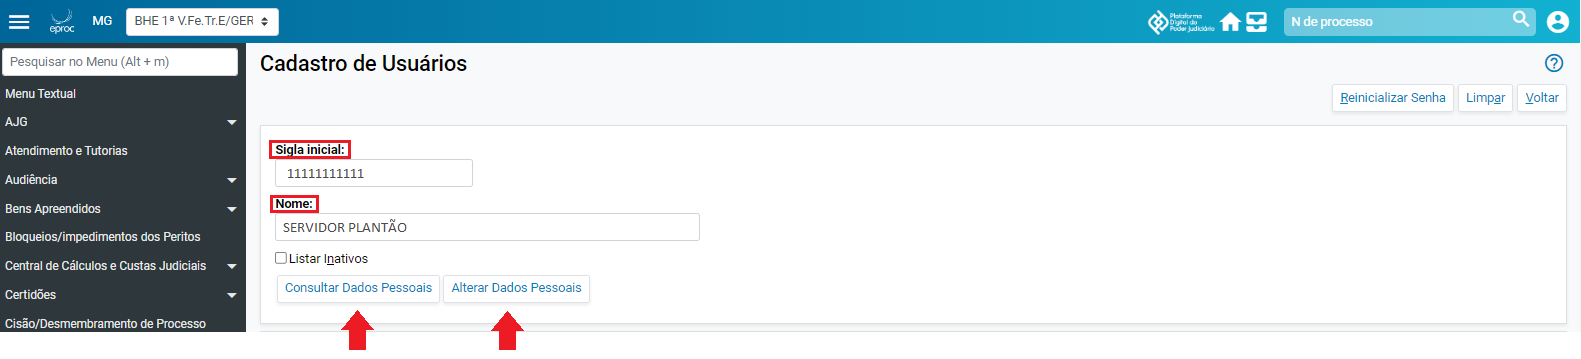 eproc
MG
BHE 1ª V.Fe.Tr.E/GER
Plataforma
Digital do
Poder Judiciário
N de processo
Pesquisar no Menu (Alt + m)
Menu Textual
AJG
Atendimento e Tutorias
Audiência
Bens Apreendidos
Bloqueios/impedimentos dos Peritos
Central de Cálculos e Custas Judiciais
Certidões
Cisão/Desmembramento de Processo
Cadastro de Usuários
?
Reinicializar Senha
Limpar
Voltar
Sigla inicial:
11111111111
Nome:
SERVIDOR PLANTÃO
Listar Inativos
Consultar Dados Pessoais
Alterar Dados Pessoais